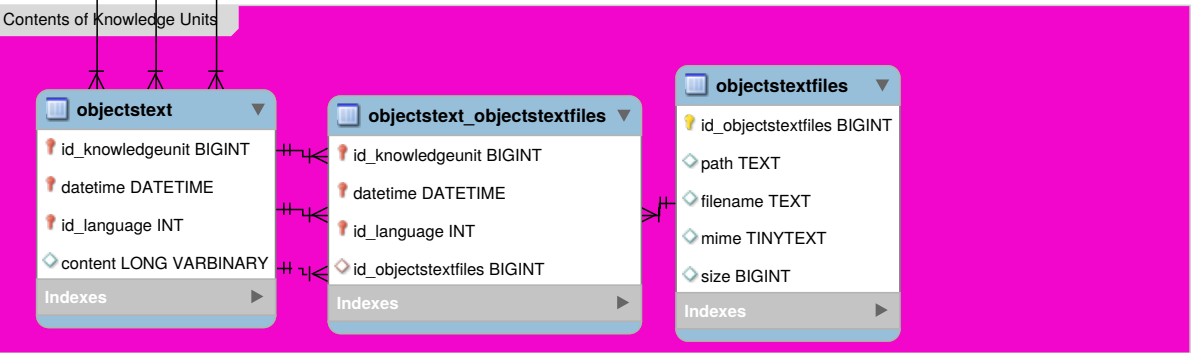 Contents of Knowledge Units
objectstext
id_knowledgeunit BIGINT
datetime DATETIME
id_language INT
content LONG VARBINARY
Indexes
objectstext_objectstextfiles
id_knowledgeunit BIGINT
datetime DATETIME
id_language INT
id_objectstextfiles BIGINT
Indexes
objectstextfiles
id_objectstextfiles BIGINT
path TEXT
filename TEXT
mime TINYTEXT
size BIGINT
Indexes